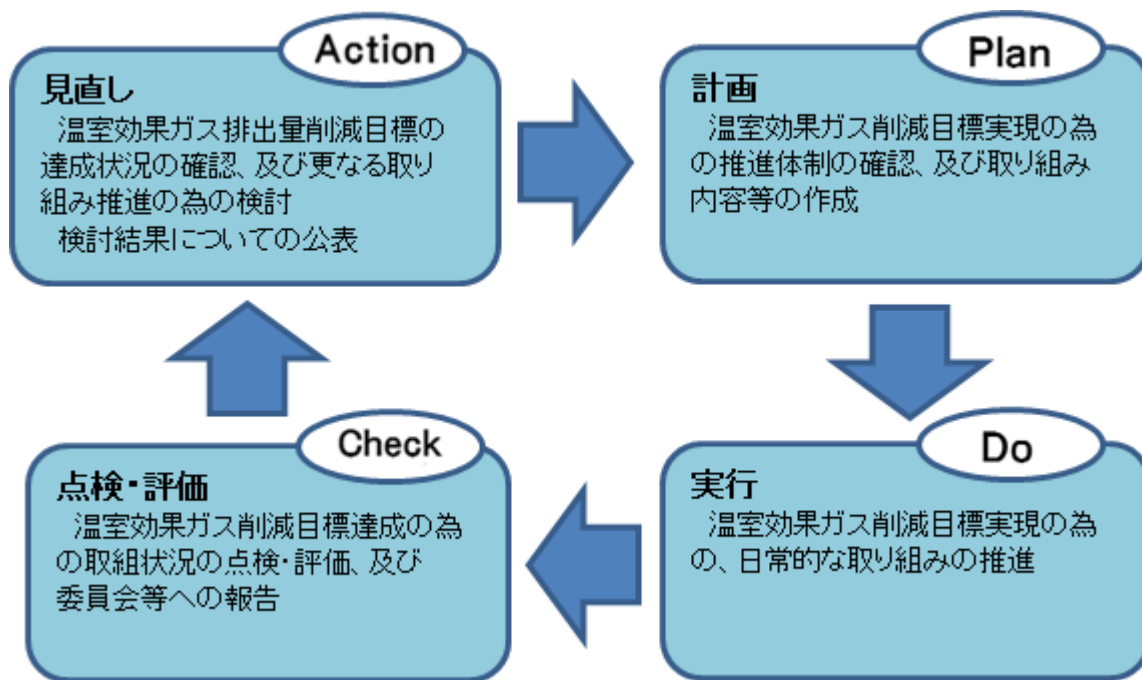 Action
見直し
温室効果ガス排出量削減目標の
達成状況の確認、及び更なる取り
組み推進の為の検討
検討結果についての公表
Plan
計画
温室効果ガス削減目標実現の為
の推進体制の確認、及び取り組み
内容等の作成
Check
点検・評価
温室効果ガス削減目標達成の為
の取組状況の点検・評価、及び
委員会等への報告
Do
実行
温室効果ガス削減目標実現の為
の、日常的な取り組みの推進